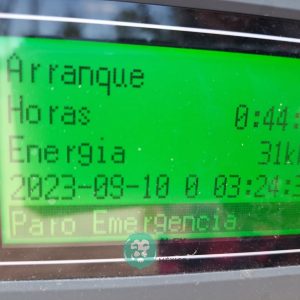 Arranque
Horas 0:44:
Energia 31k
2023-09-10 0 03:24:3
Paro Emergencia